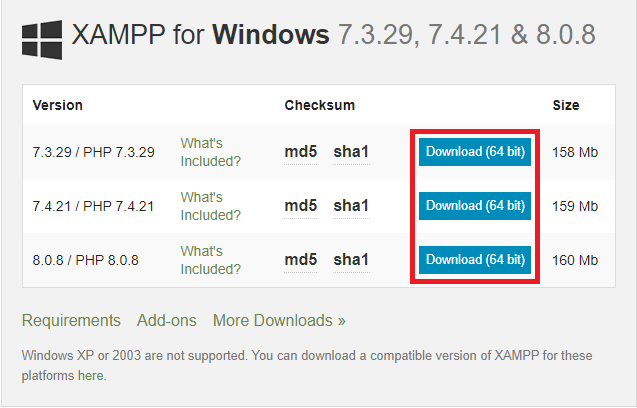 XAMPP for Windows 7.3.29, 7.4.21 & 8.0.8
Version Checksum Size
7.3.29 / PHP 7.3.29 What's Included? md5 sha1 Download (64 bit) 158 Mb
7.4.21 / PHP 7.4.21 What's Included? md5 sha1 Download (64 bit) 159 Mb
8.0.8 / PHP 8.0.8 What's Included? md5 sha1 Download (64 bit) 160 Mb
Requirements Add-ons More Downloads »
Windows XP or 2003 are not supported. You can download a compatible version of XAMPP for these
platforms here.